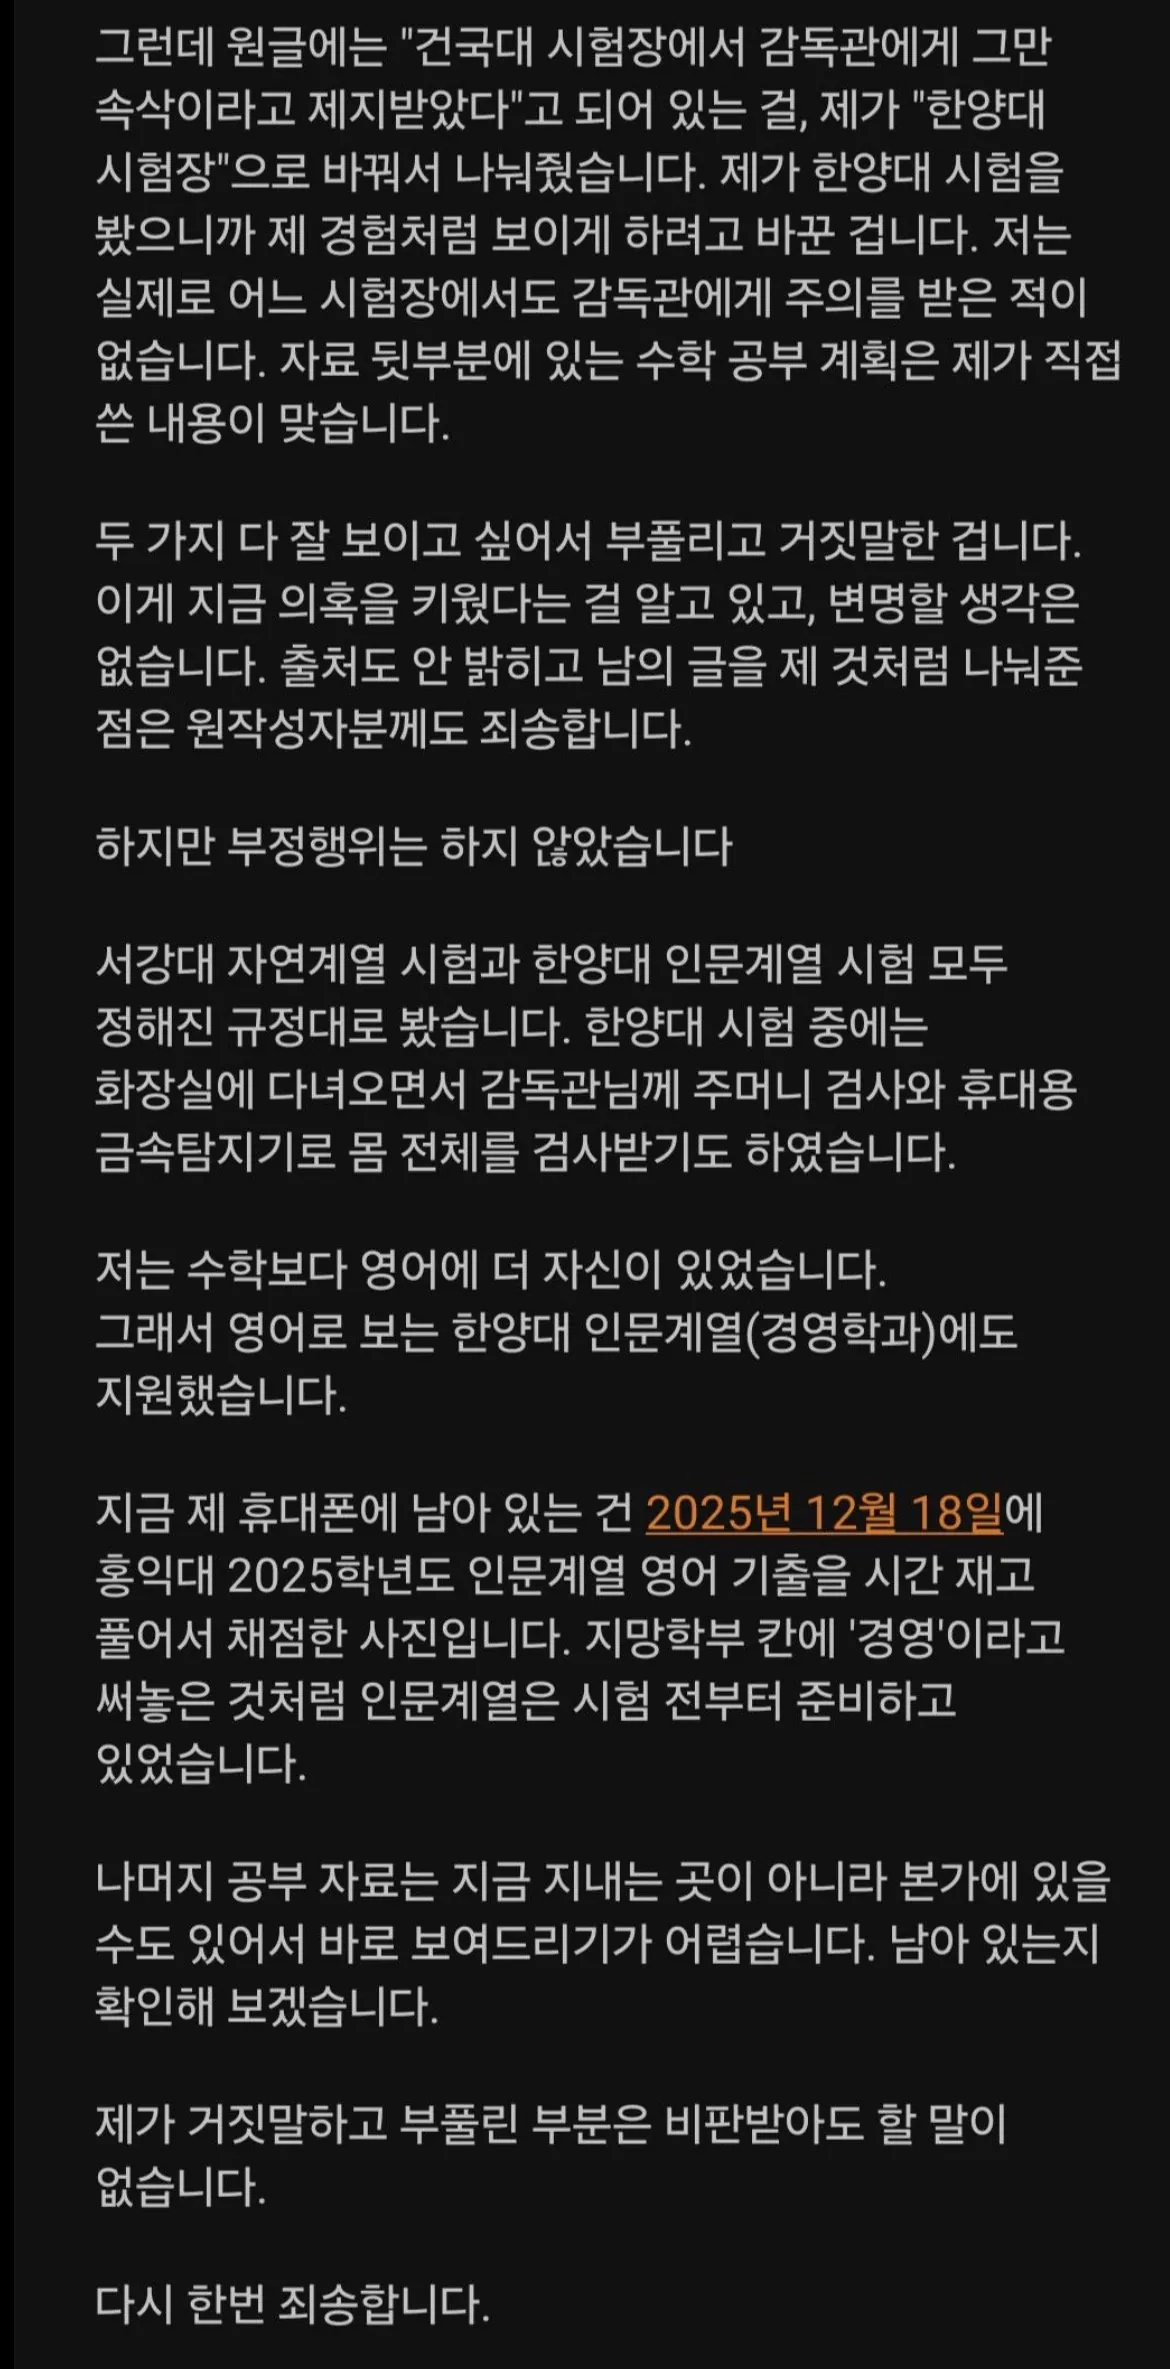 그런데 원글에는 "건국대 시험장에서 감독관에게 그만
속삭이라고 제지받았다"고 되어 있는 걸, 제가 "한양대
시험장"으로 바꿔서 나눠줬습니다. 제가 한양대 시험을
봤으니까 제 경험처럼 보이게 하려고 바꾼 겁니다. 저는
실제로 어느 시험장에서도 감독관에게 주의를 받은 적이
없습니다. 자료 뒷부분에 있는 수학 공부 계획은 제가 직접
쓴 내용이 맞습니다.
두 가지 다 잘 보이고 싶어서 부풀리고 거짓말한 겁니다.
이게 지금 의혹을 키웠다는 걸 알고 있고, 변명할 생각은
없습니다. 출처도 안 밝히고 남의 글을 제 것처럼 나눠준
점은 원작성자분께도 죄송합니다.
하지만 부정행위는 하지 않았습니다
서강대 자연계열 시험과 한양대 인문계열 시험 모두
정해진 규정대로 봤습니다. 한양대 시험 중에는
화장실에 다녀오면서 감독관님께 주머니 검사와 휴대용
금속탐지기로 몸 전체를 검사받기도 하였습니다.
저는 수학보다 영어에 더 자신이 있었습니다.
그래서 영어로 보는 한양대 인문계열(경영학과)에도
지원했습니다.
지금 제 휴대폰에 남아 있는 건 2025년 12월 18일에
홍익대 2025학년도 인문계열 영어 기출을 시간 재고
풀어서 채점한 사진입니다. 지망학부 칸에 '경영'이라고
써놓은 것처럼 인문계열은 시험 전부터 준비하고
있었습니다.
나머지 공부 자료는 지금 지내는 곳이 아니라 본가에 있을
수도 있어서 바로 보여드리기가 어렵습니다. 남아 있는지
확인해 보겠습니다.
제가 거짓말하고 부풀린 부분은 비판받아도 할 말이
없습니다.
다시 한번 죄송합니다.